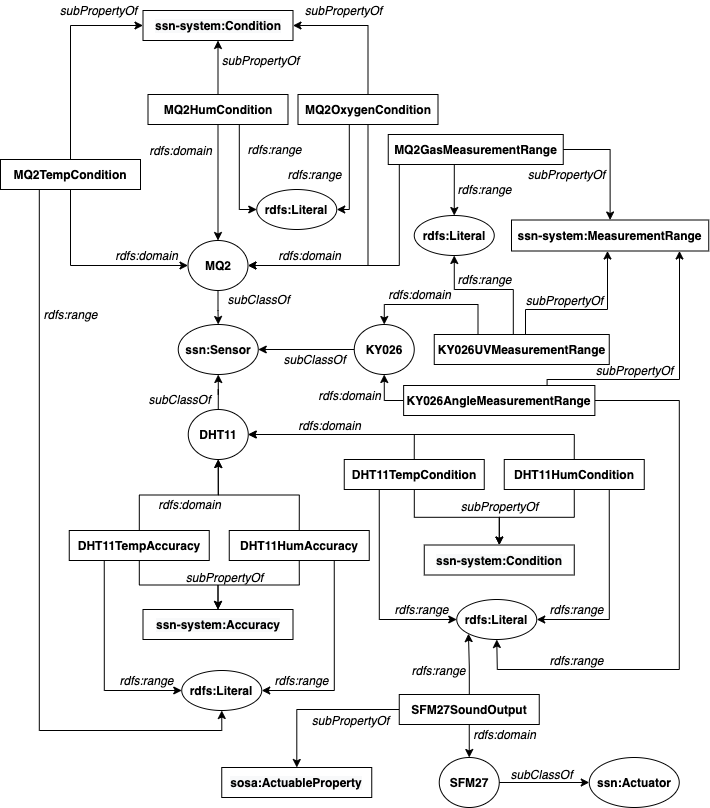 subPropertyOf
subPropertyOf
ssn-system:Condition
subPropertyOf
MQ2HumCondition
MQ2OxygenCondition
rdfs:domain
rdfs:range
MQ2GasMeasurementRange
MQ2TempCondition
rdfs:range
subPropertyOf
rdfs:range
rdfs:Literal
rdfs:Literal
ssn-system:MeasurementRange
rdfs:domain
MQ2
rdfs:domain
rdfs:range
subClassOf
rdfs:domain
subPropertyOf
rdfs:range
ssn:Sensor
subClassOf
KY026
KY026UVMeasurementRange
subPropertyOf
subClassOf
rdfs:domain
KY026AngleMeasurementRange
DHT11
rdfs:domain
DHT11TempCondition
DHT11HumCondition
rdfs:domain
subPropertyOf
DHT11TempAccuracy
DHT11HumAccuracy
ssn-system:Condition
subPropertyOf
ssn-system:Accuracy
rdfs:range
rdfs:Literal
rdfs:range
rdfs:range
rdfs:Literal
rdfs:range
rdfs:range
rdfs:range
SFM27SoundOutput
subPropertyOf
rdfs:domain
sosa:ActuableProperty
SFM27
subClassOf
ssn:Actuator